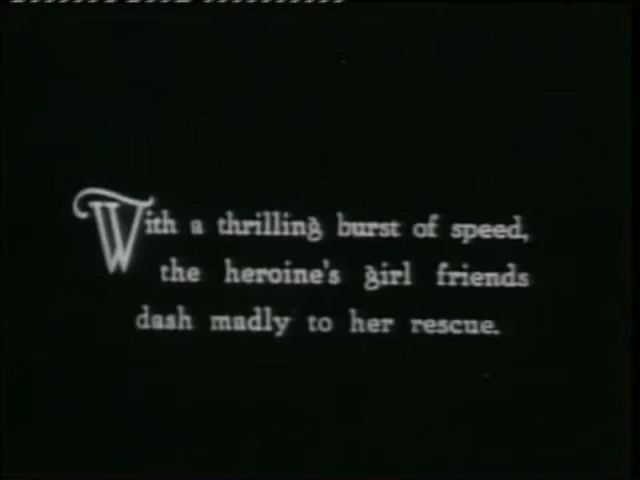 With a thrilling burst of speed,
the heroine's girl friends
dash madly to her rescue.